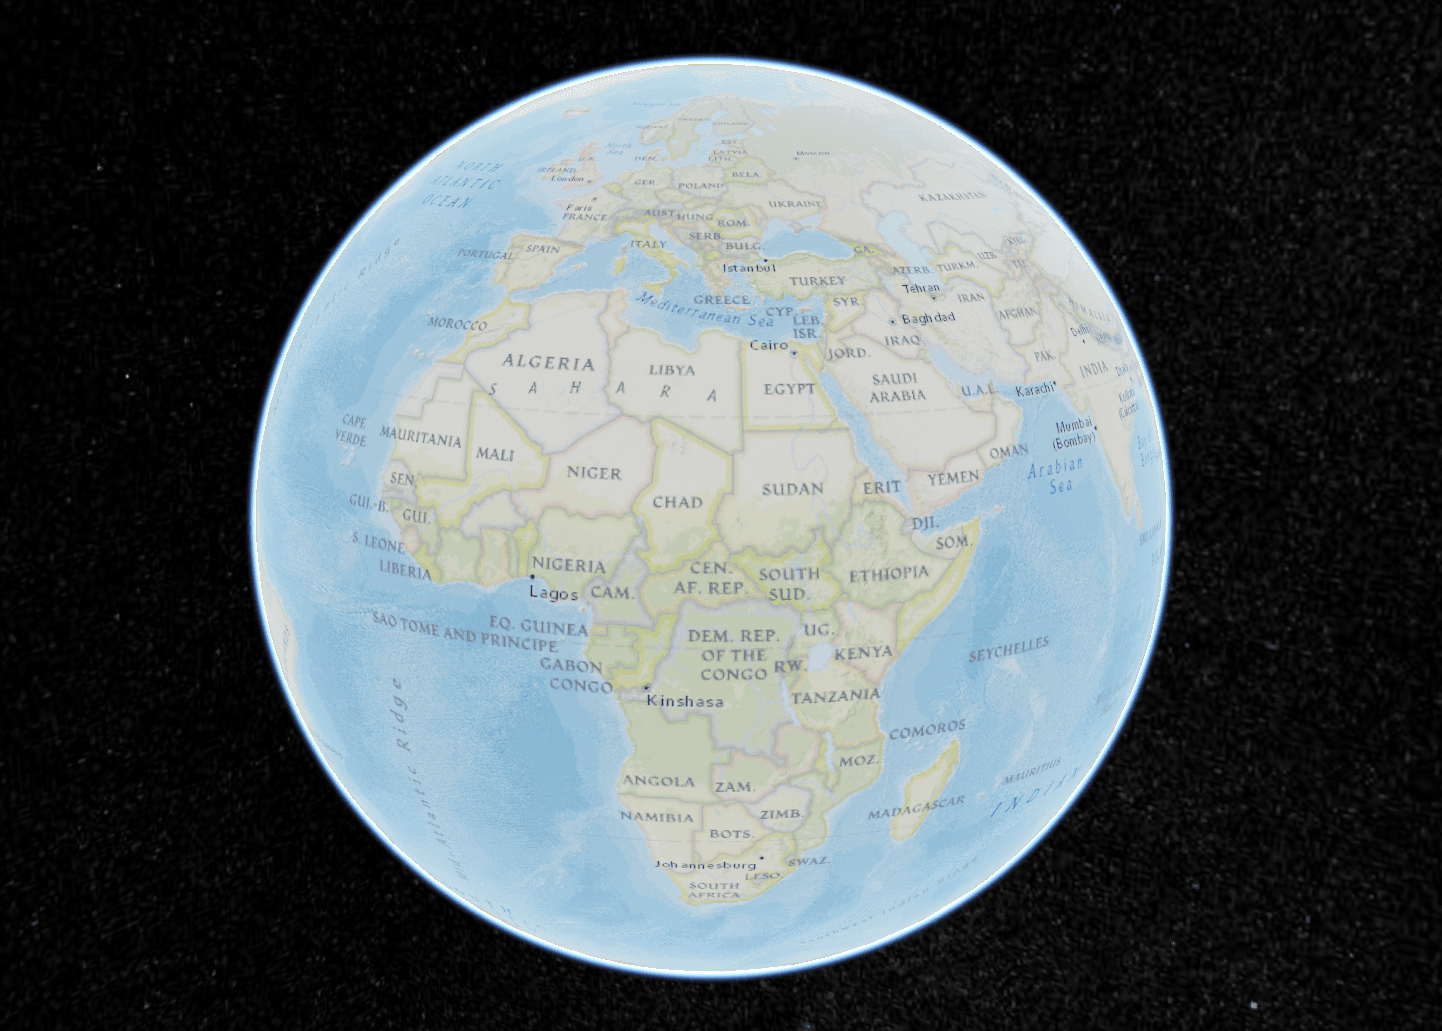 NORTH
ATLANTIC
OCEAN
North
Sea
U.K.
IRELAND
London
DEN.
EST.
LATVIA
LITH.
Moscow
GER.
POLAND
BELA.
Paris
FRANCE
UKRAINE
KAZAKHSTAN
AUST.
HUNG.
ROM.
PORTUGAL
SPAIN
ITALY
SERB.
BULG.
Istanbul
GA.
AZERB.
TURKM.
UZB.
Tehran
TURKEY
GREECE
Mediterranean Sea
CYP.
SYR.
LEB.
ISR.
Baghdad
IRAN
AFGHAN.
HIMALAYA
MOROCCO
Cairo
JORD.
IRAQ
PAK.
Delhi
INDIA
ALGERIA
LIBYA
EGYPT
SAUDI
ARABIA
U.A.E.
Karachi
SAHARA
CAPE
VERDE
MAURITANIA
MALI
NIGER
CHAD
SUDAN
ERIT.
YEMEN
OMAN
Mumbai
(Bombay)
Arabian
Sea
SEN.
GUI.-B.
GUI.
DJI.
SOM.
S. LEONE
LIBERIA
NIGERIA
Lagos
CAM.
CEN.
AF. REP.
SOUTH
SUD.
ETHIOPIA
EQ. GUINEA
SAO TOME AND PRINCIPE
GABON
CONGO
DEM. REP.
OF THE
CONGO
UG.
RW.
KENYA
SEYCHELLES
Kinshasa
TANZANIA
COMOROS
ANGOLA
ZAM.
MOZ.
MAURITIUS
INDIAN
NAMIBIA
ZIMB.
MADAGASCAR
BOTS.
Johannesburg
SWAZ.
LESO.
SOUTH
AFRICA
Atlantic Ridge
Southwest Indian Ridge